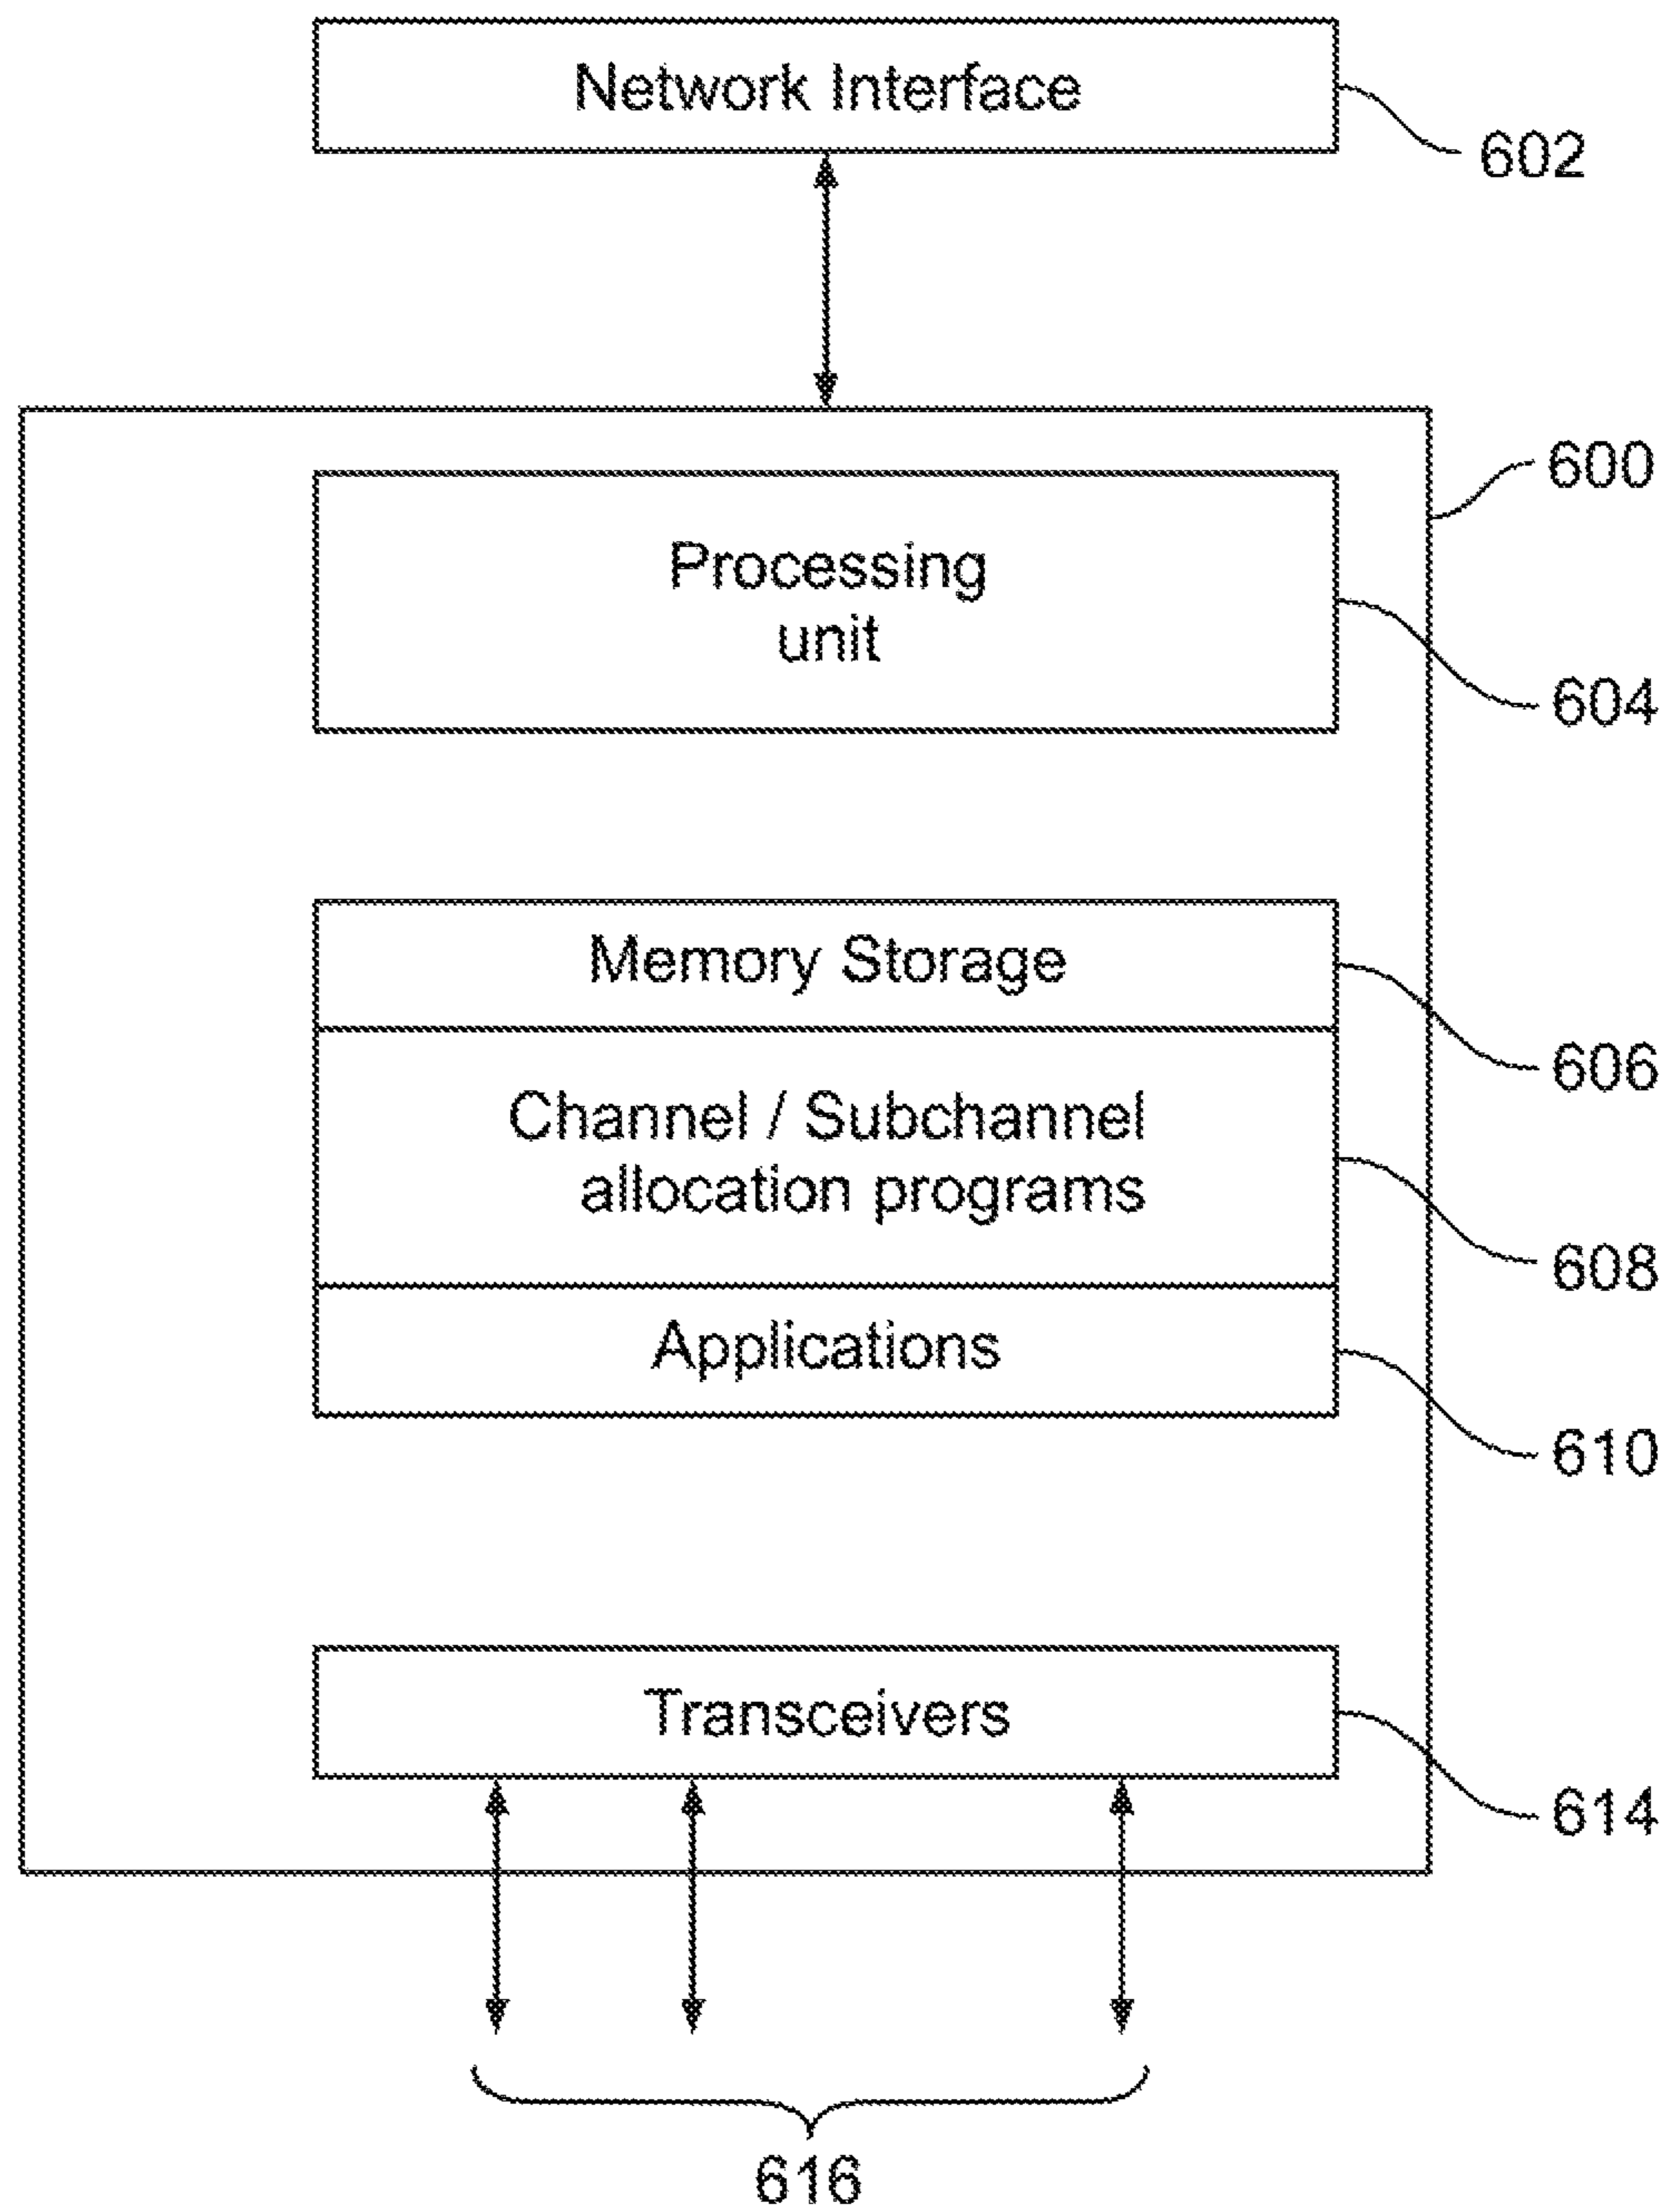 Network Interface
602
600
Processing
unit
604
Memory Storage
606
Channel / Subchannel
allocation programs
608
Applications
610
Transceivers
614
616